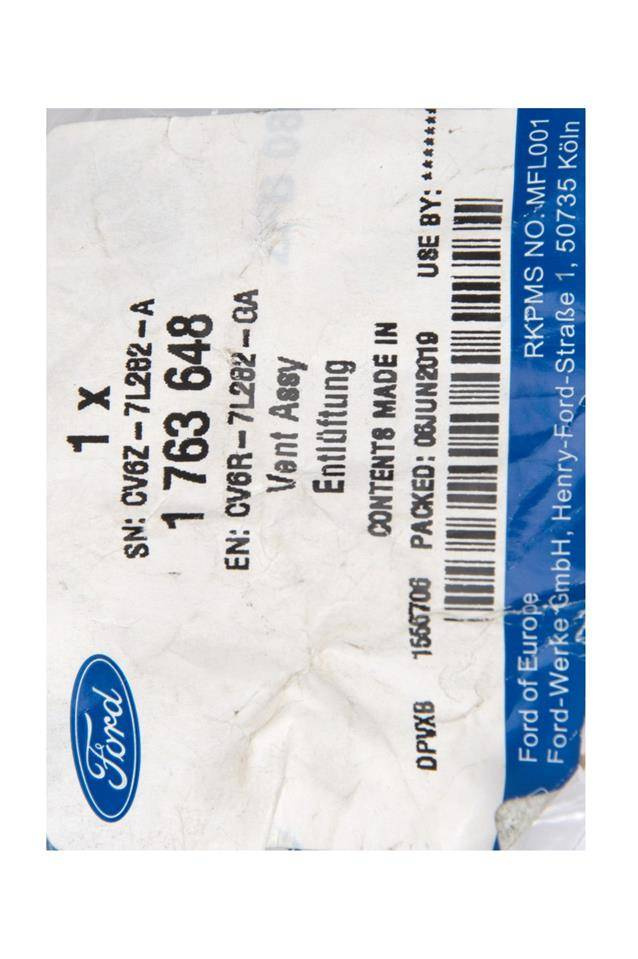 Ford
1 x
SN: CV6Z-7L282-A
1 763 648
EN: CV6R-7L282-GA
Vent Assy
Entlüftung
CONTENTS MADE IN
DPVXB 1556706 PACKED: 06JUN2019 USE BY: *******
RKPMS NO: MFL001
Ford of Europe
Ford-Werke GmbH, Henry-Ford-Straße 1, 50735 Köln